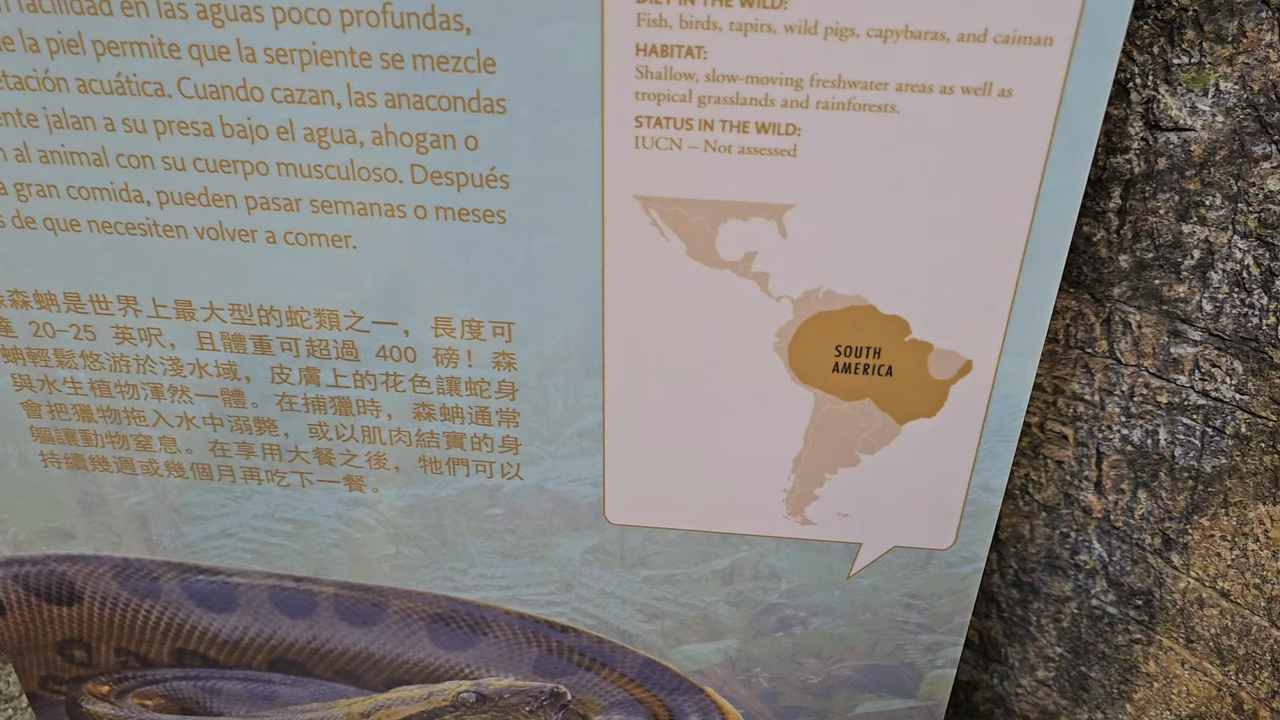 facilidad en las aguas poco profundas,
la piel permite que la serpiente se mezcle
etación acuática. Cuando cazan, las anacondas
nte jalan a su presa bajo el agua, ahogan o
al animal con su cuerpo musculoso. Después
a gran comida, pueden pasar semanas o meses
s de que necesiten volver a comer.
森蚺是世界上最大型的蛇類之一，長度可
達 20-25 英呎，且體重可超過 400 磅！森
蚺輕鬆悠游於淺水域，皮膚上的花色讓蛇身
與水生植物渾然一體。在捕獵時，森蚺通常
會把獵物拖入水中溺斃，或以肌肉結實的身
軀讓動物窒息。在享用大餐之後，牠們可以
持續幾週或幾個月再吃下一餐。
DIET IN THE WILD:
Fish, birds, tapirs, wild pigs, capybaras, and caiman
HABITAT:
Shallow, slow-moving freshwater areas as well as
tropical grasslands and rainforests.
STATUS IN THE WILD:
IUCN – Not assessed
SOUTH
AMERICA